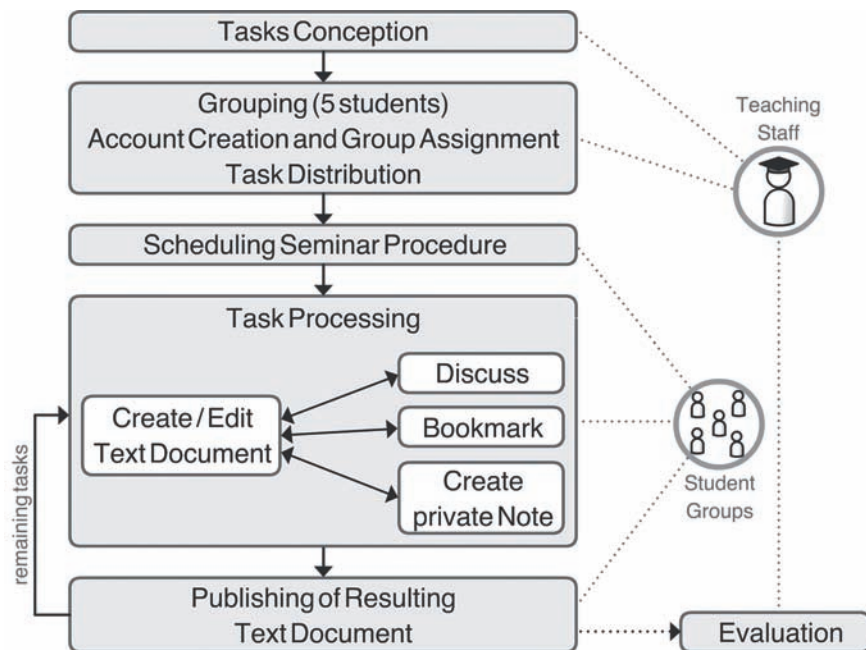 Tasks Conception
Grouping (5 students)
Account Creation and Group Assignment
Task Distribution
Teaching
Staff
Scheduling Seminar Procedure
Task Processing
Create / Edit
Text Document
Discuss
Bookmark
Create
private Note
Student
Groups
remaining tasks
Publishing of Resulting
Text Document
Evaluation